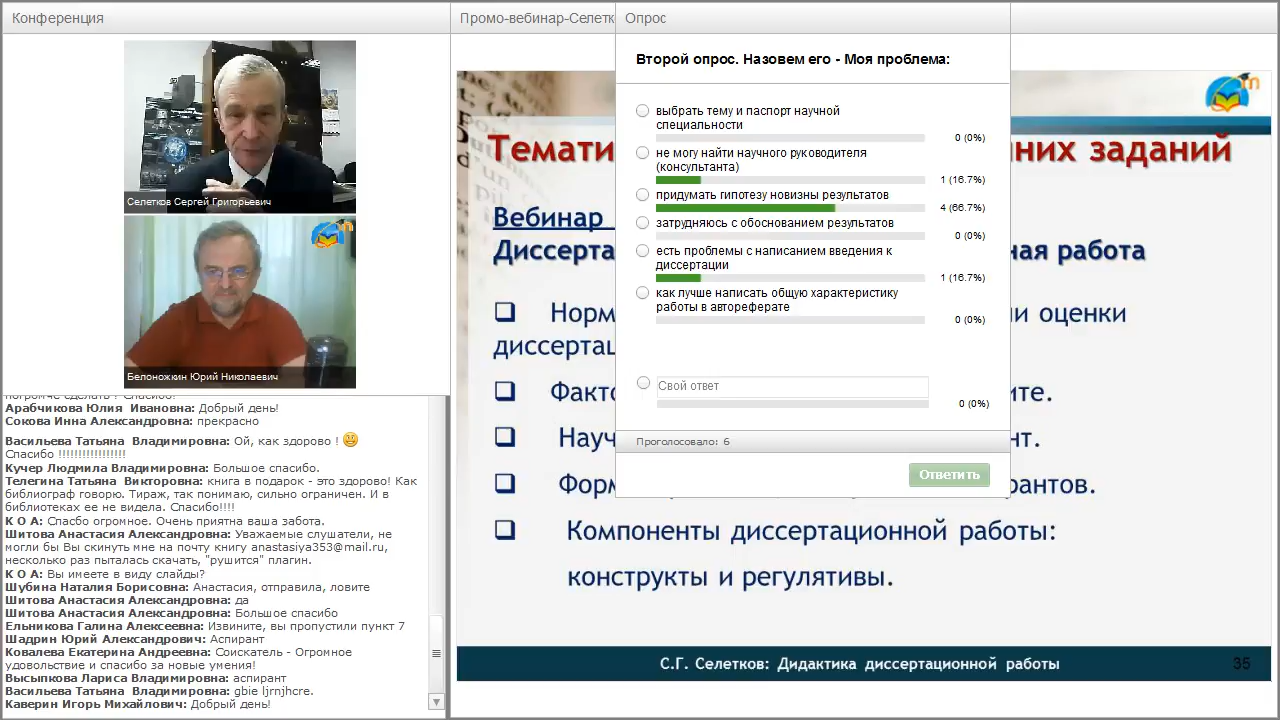 Конференция
Селетков Сергей Григорьевич
Белоножкин Юрий Николаевич
Арабчикова Юлия Ивановна: Добрый день!
Сокова Инна Александровна: прекрасно
Васильева Татьяна Владимировна: Ой, как здорово !
Спасибо !!!!!!!!!!!!!!!!
Кучер Людмила Владимировна: Большое спасибо.
Телегина Татьяна Викторовна: книга в подарок - это здорово! Как
библиограф говорю. Тираж, так понимаю, сильно ограничен. И в
библиотеках ее не видела. Спасибо!!!!
К О А: Спасбо огромное. Очень приятна ваша забота.
Шитова Анастасия Александровна: Уважаемые слушатели, не
могли бы Вы скинуть мне на почту книгу anastasiya353@mail.ru,
несколько раз пыталась скачать, "рушится" плагин.
К О А: Вы имеете в виду слайды?
Шубина Наталия Борисовна: Анастасия, отправила, ловите
Шитова Анастасия Александровна: да
Шитова Анастасия Александровна: Большое спасибо
Ельникова Галина Алексеевна: Извините, вы пропустили пункт 7
Шадрин Юрий Александрович: Аспирант
Ковалева Екатерина Андреевна: Соискатель - Огромное
удовольствие и спасибо за новые умения!
Высыпкова Лариса Владимировна: аспирант
Васильева Татьяна Владимировна: gbie ljrnjhcre.
Каверин Игорь Михайлович: Добрый день!
Промо-вебинар-Селетк
Опрос
Второй опрос. Назовем его - Моя проблема:
выбрать тему и паспорт научной
специальности
0 (0%)
не могу найти научного руководителя
(консультанта)
1 (16.7%)
придумать гипотезу новизны результатов
4 (66.7%)
затрудняюсь с обоснованием результатов
0 (0%)
есть проблемы с написанием введения к
диссертации
1 (16.7%)
как лучше написать общую характеристику
работы в автореферате
0 (0%)
Свой ответ
0 (0%)
Проголосовало: 6
Ответить
Темати них заданий
Вебинар
Диссерта ная работа
Норм и оценки
диссертац
Факто ите.
Науч нт.
Форм рантов.
Компоненты диссертационной работы:
конструкты и регулятивы.
С.Г. Селетков: Дидактика диссертационной работы
35